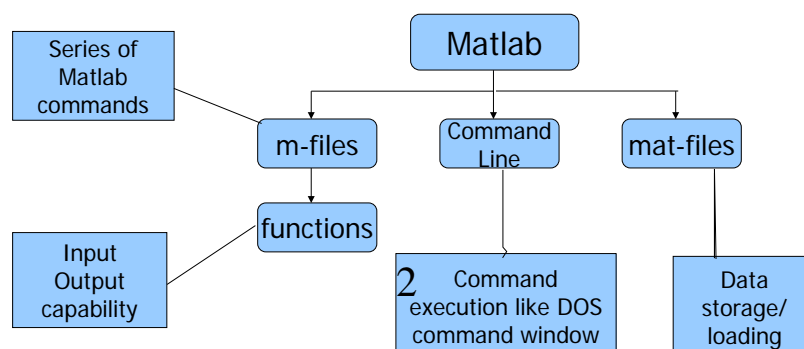 Matlab
Series of
Matlab
commands
m-files
Command
Line
mat-files
functions
Input
Output
capability
2
Command
execution like DOS
command window
Data
storage/
loading